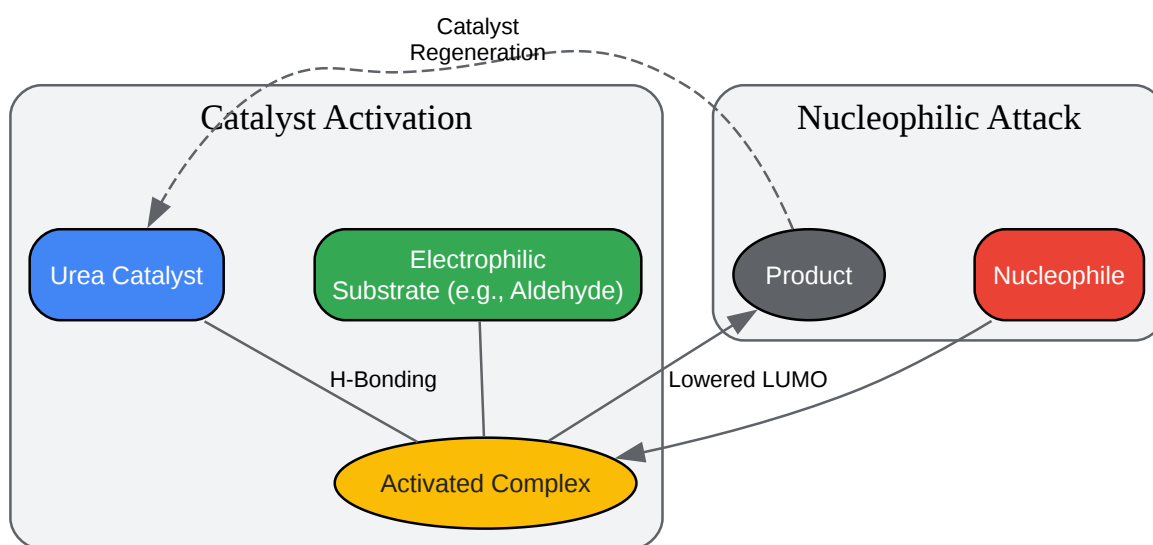 Catalyst
Regeneration
Catalyst Activation
Nucleophilic Attack
Urea Catalyst
Electrophilic
Substrate (e.g., Aldehyde)
Product
Nucleophile
H-Bonding
Lowered LUMO
Activated Complex